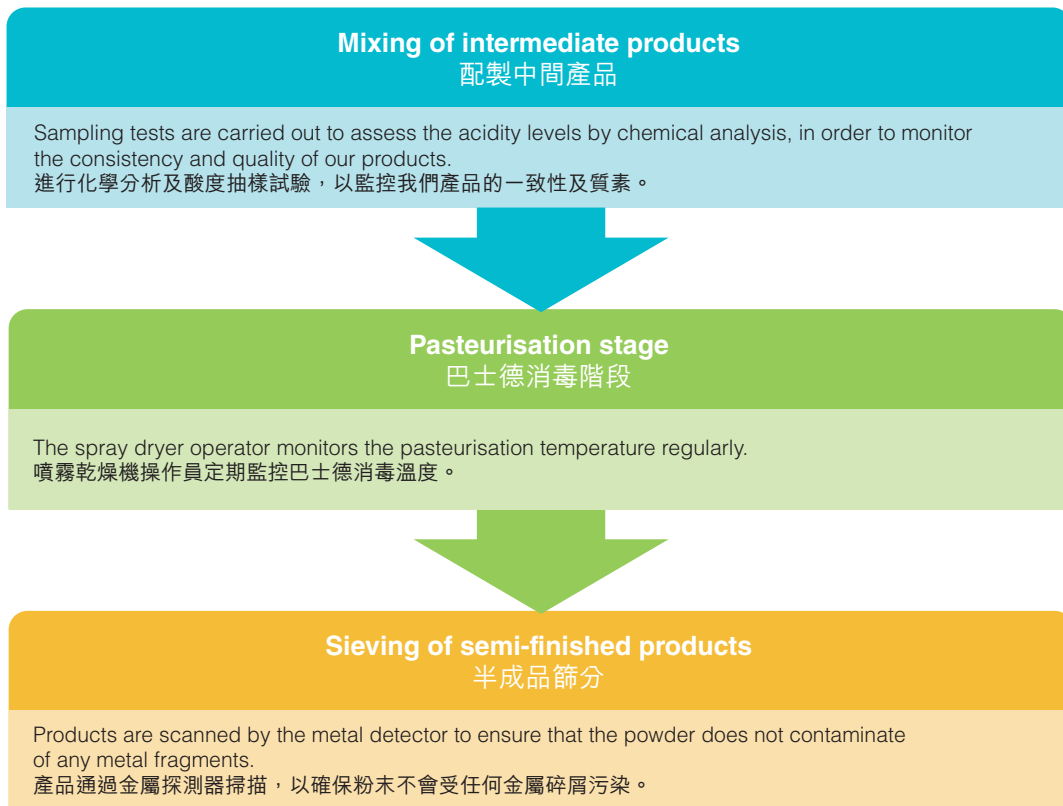 Mixing of intermediate products
配製中間產品
Sampling tests are carried out to assess the acidity levels by chemical analysis, in order to monitor
the consistency and quality of our products.
進行化學分析及酸度抽樣試驗，以監控我們產品的一致性及質素。
Pasteurisation stage
巴士德消毒階段
The spray dryer operator monitors the pasteurisation temperature regularly.
噴霧乾燥機操作員定期監控巴士德消毒溫度。
Sieving of semi-finished products
半成品篩分
Products are scanned by the metal detector to ensure that the powder does not contaminate
of any metal fragments.
產品通過金屬探測器掃描，以確保粉末不會受任何金屬碎屑污染。